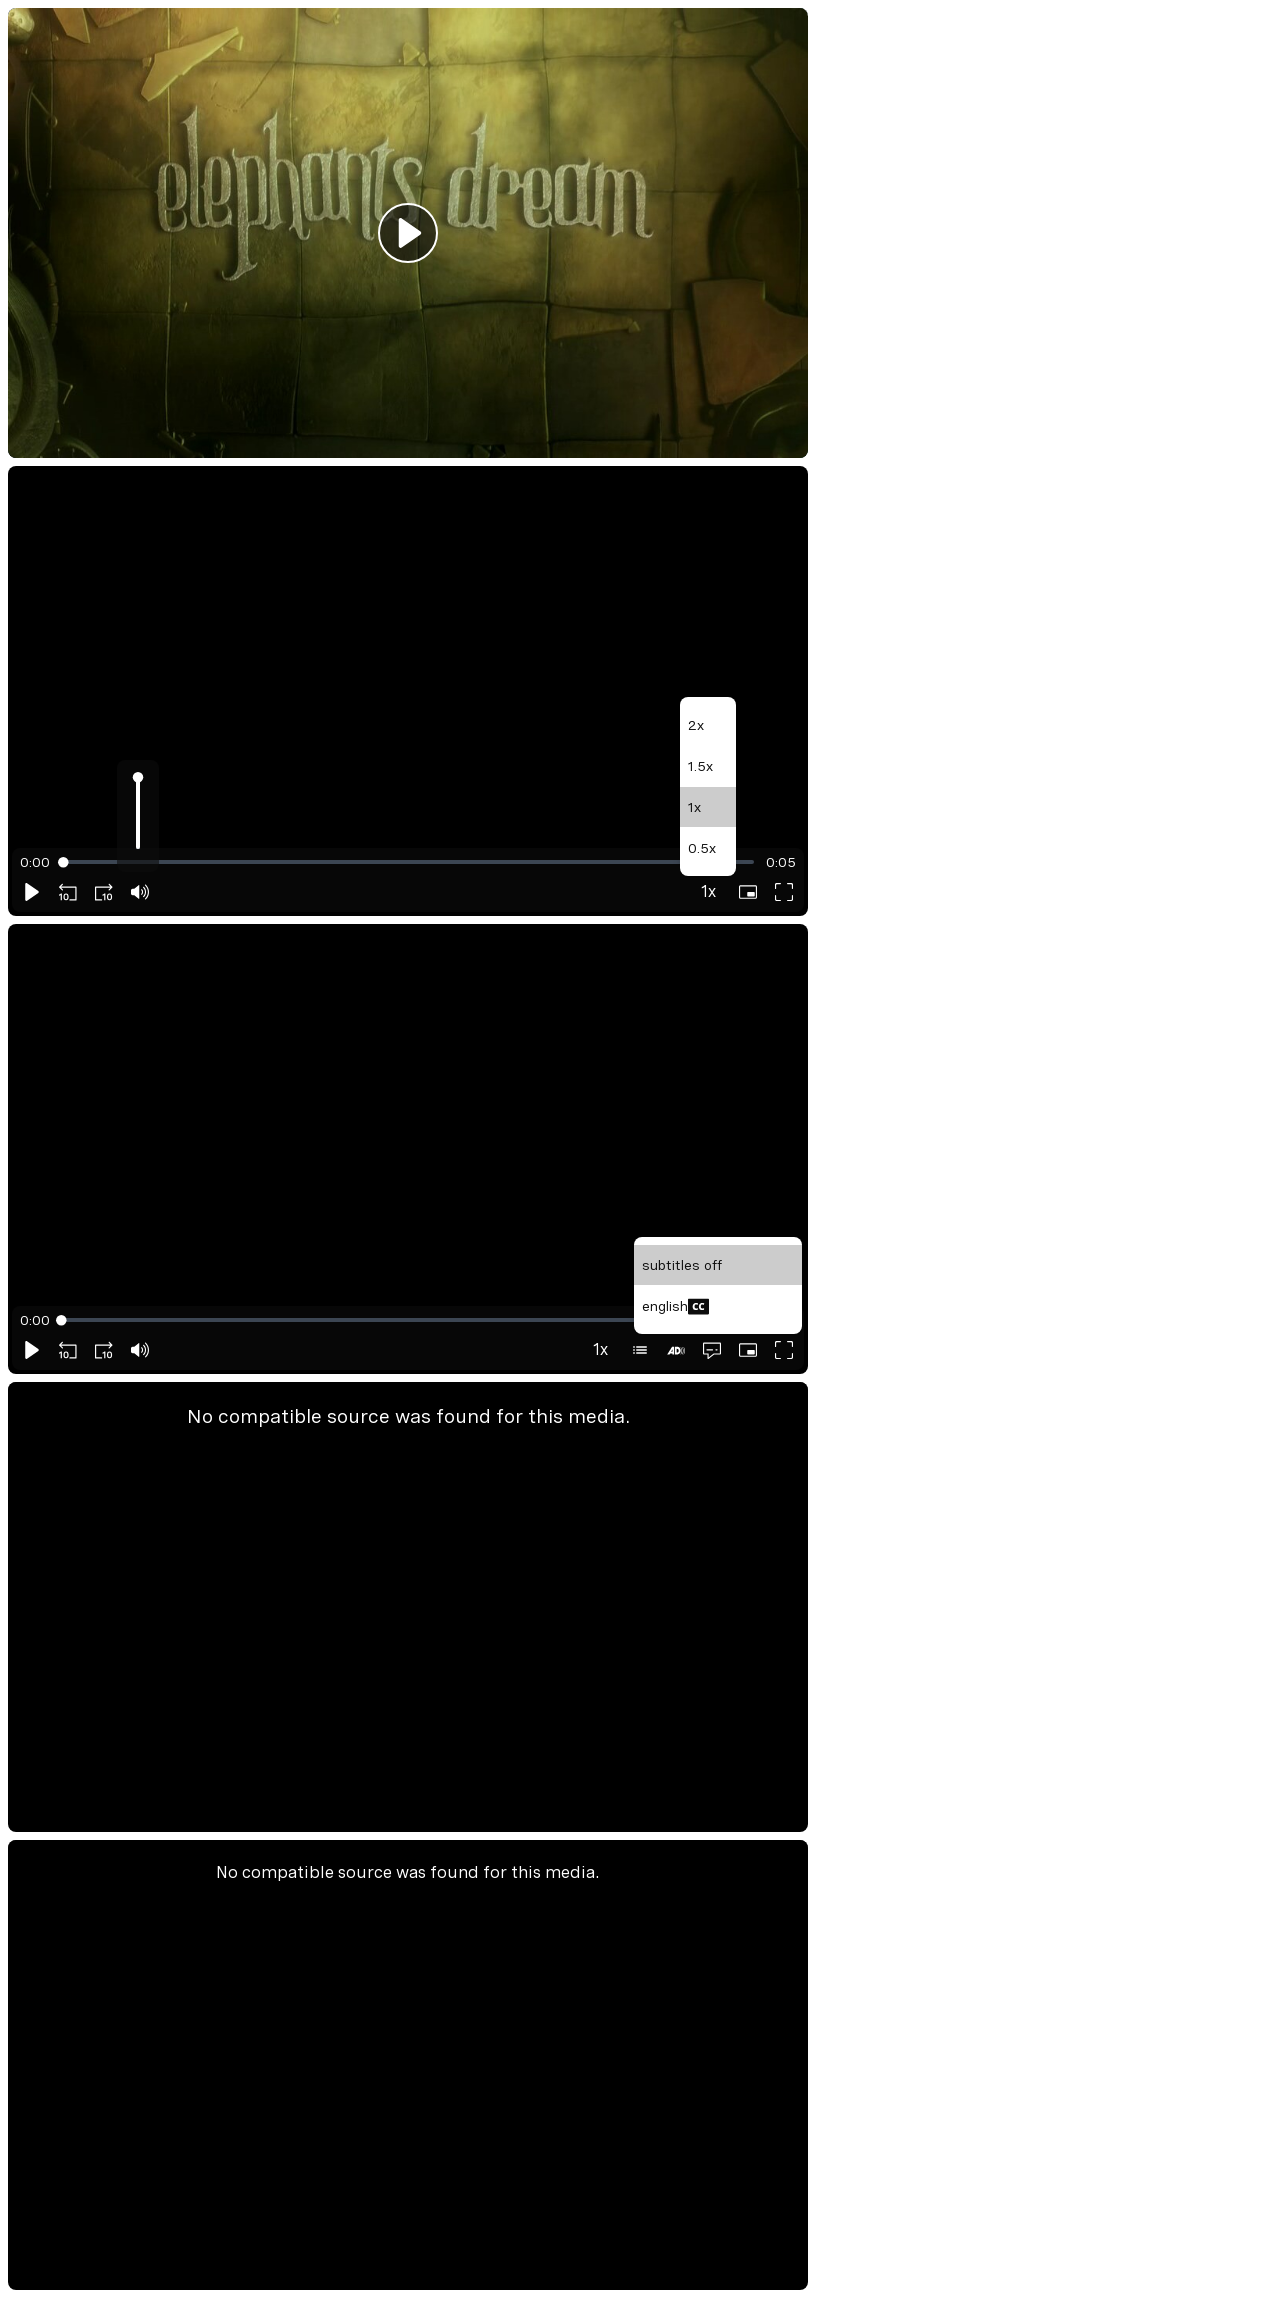 elephants dream
2x
1.5x
1x
0.5x
0:00
0:05
10
10
1x
subtitles off
english CC
0:00
10
10
1x
AD
No compatible source was found for this media.
No compatible source was found for this media.